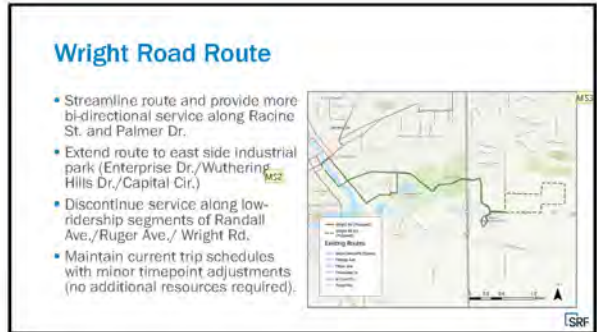 Wright Road Route
• Streamline route and provide more
bi-directional service along Racine
St. and Palmer Dr.
• Extend route to east side industrial
park (Enterprise Dr./Wuthering
Hills Dr./Capital Cir.)
MS2
• Discontinue service along low-
ridership segments of Randall
Ave./Ruger Ave./ Wright Rd.
• Maintain current trip schedules
with minor timepoint adjustments
(no additional resources required).
MS3
Existing Routes
SRF